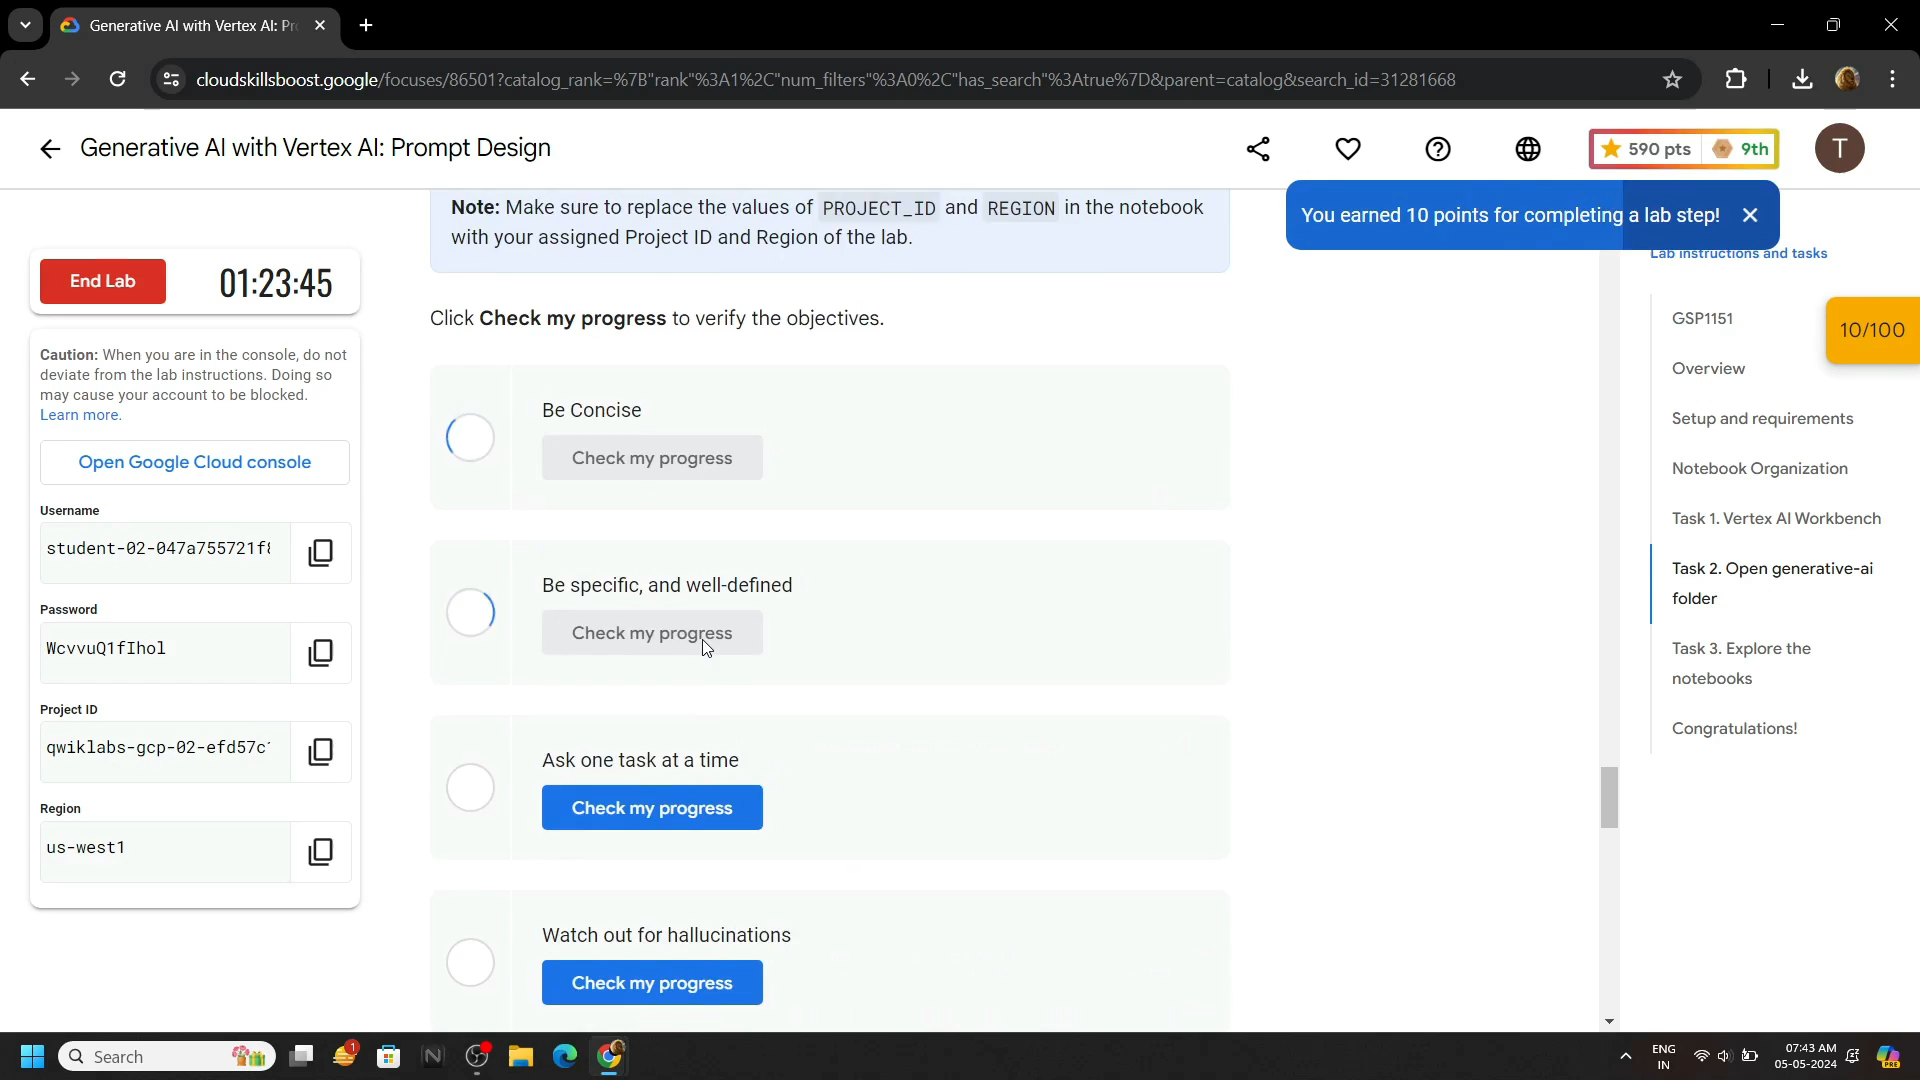 Generative AI with Vertex AI: Pr
cloudskillsboost.google/focuses/86501?catalog_rank=%7B"rank"%3A1%2C"num_filters"%3A0%2C"has_search"%3Atrue%7D&parent=catalog&search_id=31281668
Generative AI with Vertex AI: Prompt Design
590 pts
9th
T
You earned 10 points for completing a lab step!
End Lab
01:23:45
Caution: When you are in the console, do not
deviate from the lab instructions. Doing so
may cause your account to be blocked.
Learn more.
Open Google Cloud console
Username
student-02-047a755721f8
Password
WcvvuQ1fIhol
Project ID
qwiklabs-gcp-02-efd57c
Region
us-west1
Note: Make sure to replace the values of PROJECT_ID and REGION in the notebook
with your assigned Project ID and Region of the lab.
Click Check my progress to verify the objectives.
Be Concise
Check my progress
Be specific, and well-defined
Check my progress
Ask one task at a time
Check my progress
Watch out for hallucinations
Check my progress
Lab instructions and tasks
GSP1151
Overview
Setup and requirements
Notebook Organization
Task 1. Vertex AI Workbench
Task 2. Open generative-ai
folder
Task 3. Explore the
notebooks
Congratulations!
10/100
Search
1
ENG
IN
07:43 AM
05-05-2024
PRE